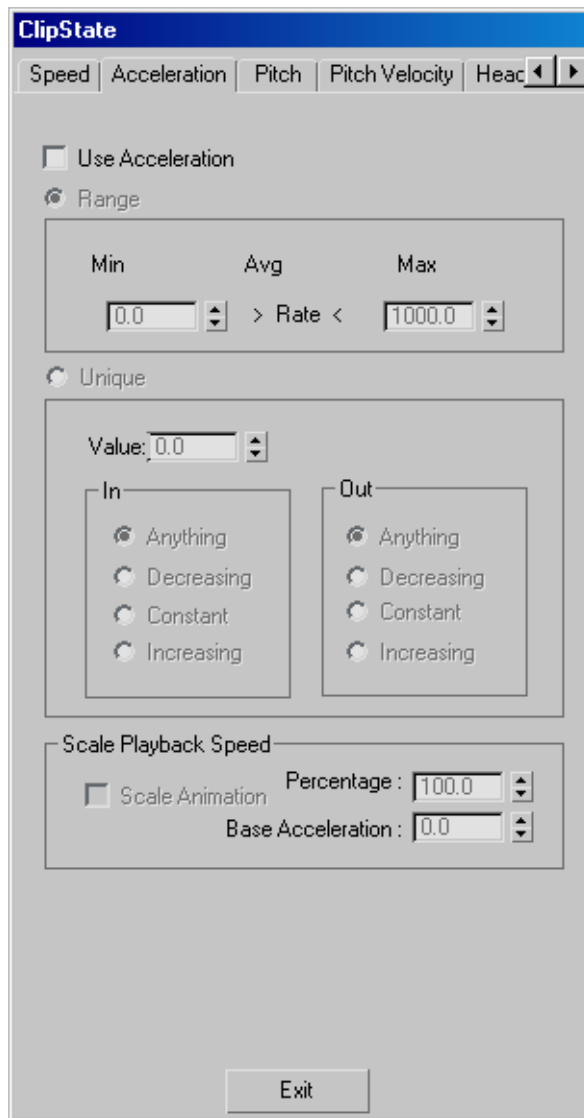 ClipState
Speed Acceleration Pitch Pitch Velocity Heac
Use Acceleration
Range
Min Avg Max
0.0 > Rate < 1000.0
Unique
Value: 0.0
In Out
Anything Anything
Decreasing Decreasing
Constant Constant
Increasing Increasing
Scale Playback Speed
Scale Animation Percentage : 100.0
Base Acceleration : 0.0
Exit